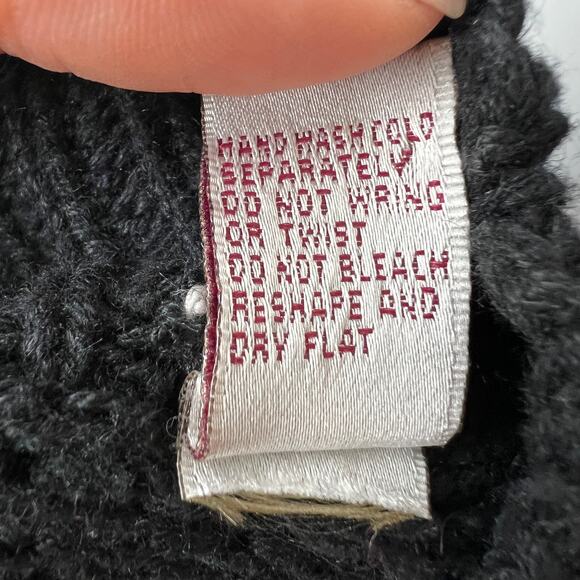 HAND WASH COLD
SEPARATELY
DO NOT WRING
OR TWIST
DO NOT BLEACH
RESHAPE AND
DRY FLAT